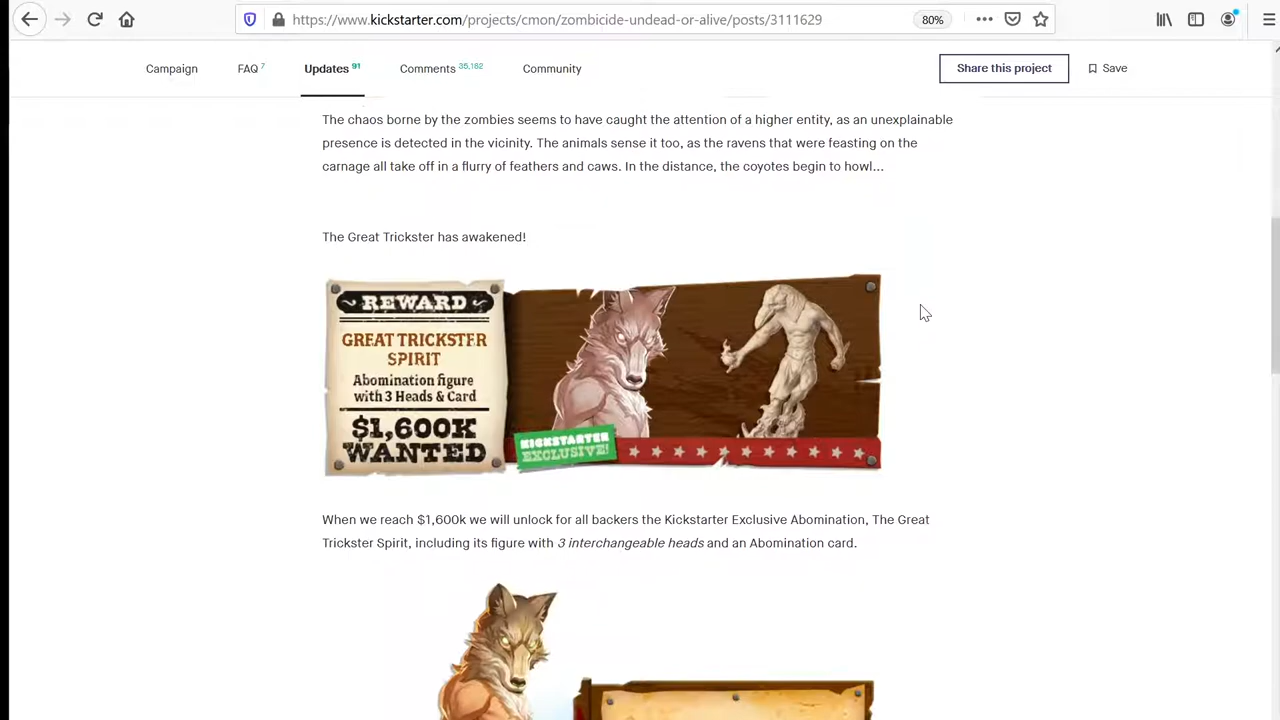 https://www.kickstarter.com/projects/cmon/zombicide-undead-or-alive/posts/3111629
80%
Campaign
FAQ 7
Updates 91
Comments 35,182
Community
Share this project
Save
The chaos borne by the zombies seems to have caught the attention of a higher entity, as an unexplainable
presence is detected in the vicinity. The animals sense it too, as the ravens that were feasting on the
carnage all take off in a flurry of feathers and caws. In the distance, the coyotes begin to howl...
The Great Trickster has awakened!
REWARD
GREAT TRICKSTER
SPIRIT
Abomination figure
with 3 Heads & Card
$1,600K
WANTED
KICKSTARTER
EXCLUSIVE!
When we reach $1,600k we will unlock for all backers the Kickstarter Exclusive Abomination, The Great
Trickster Spirit, including its figure with 3 interchangeable heads and an Abomination card.